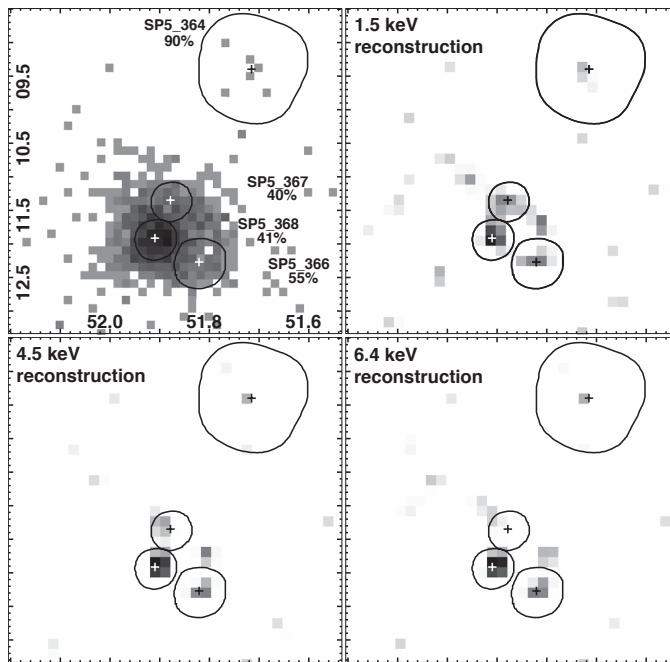 SP5_364
90%
1.5 keV
reconstruction
09.5
10.5
SP5_367
40%
11.5
SP5_368
41%
SP5_366
55%
12.5
52.0
51.8
51.6
4.5 keV
reconstruction
6.4 keV
reconstruction